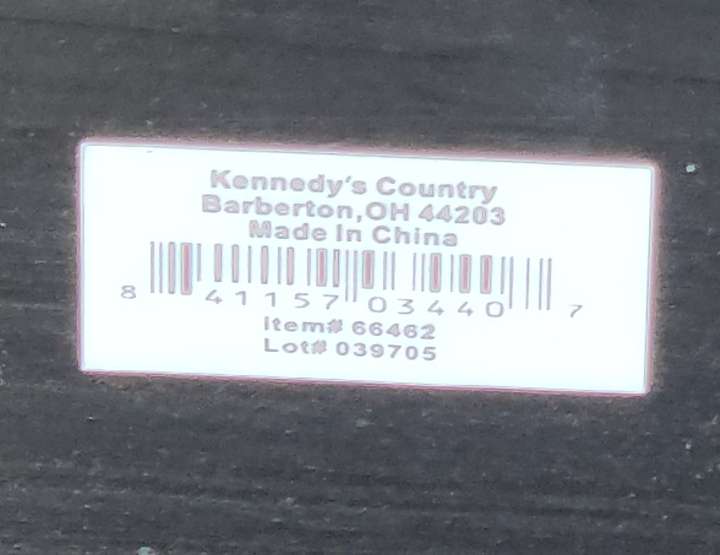 Kennedy's Country
Barberton,OH 44203
Made In China
8 41157 03440 7
Item# 66462
Lot# 039705